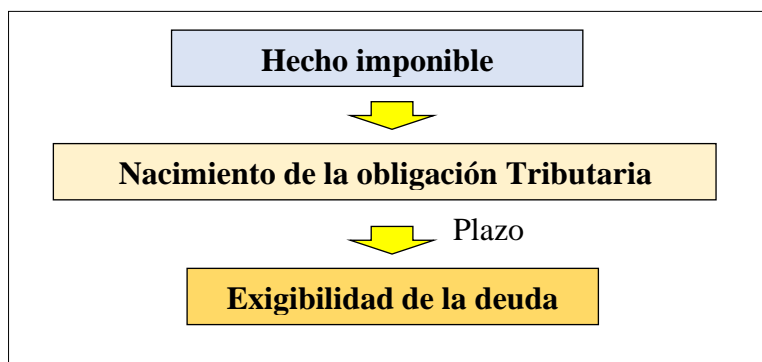 Hecho imponible
Nacimiento de la obligación Tributaria
Plazo
Exigibilidad de la deuda